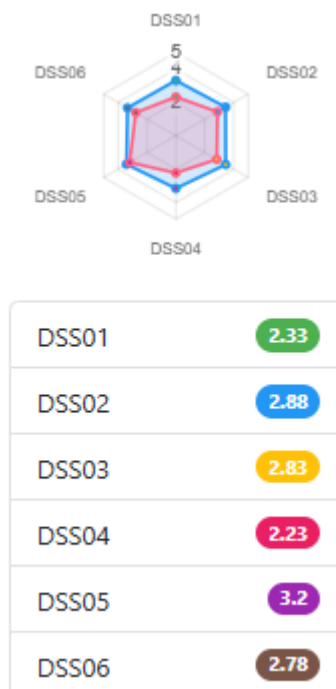 DSS01
5
4
DSS06 DSS02
2
DSS05 DSS03
DSS04
DSS01 2.33
DSS02 2.88
DSS03 2.83
DSS04 2.23
DSS05 3.2
DSS06 2.78